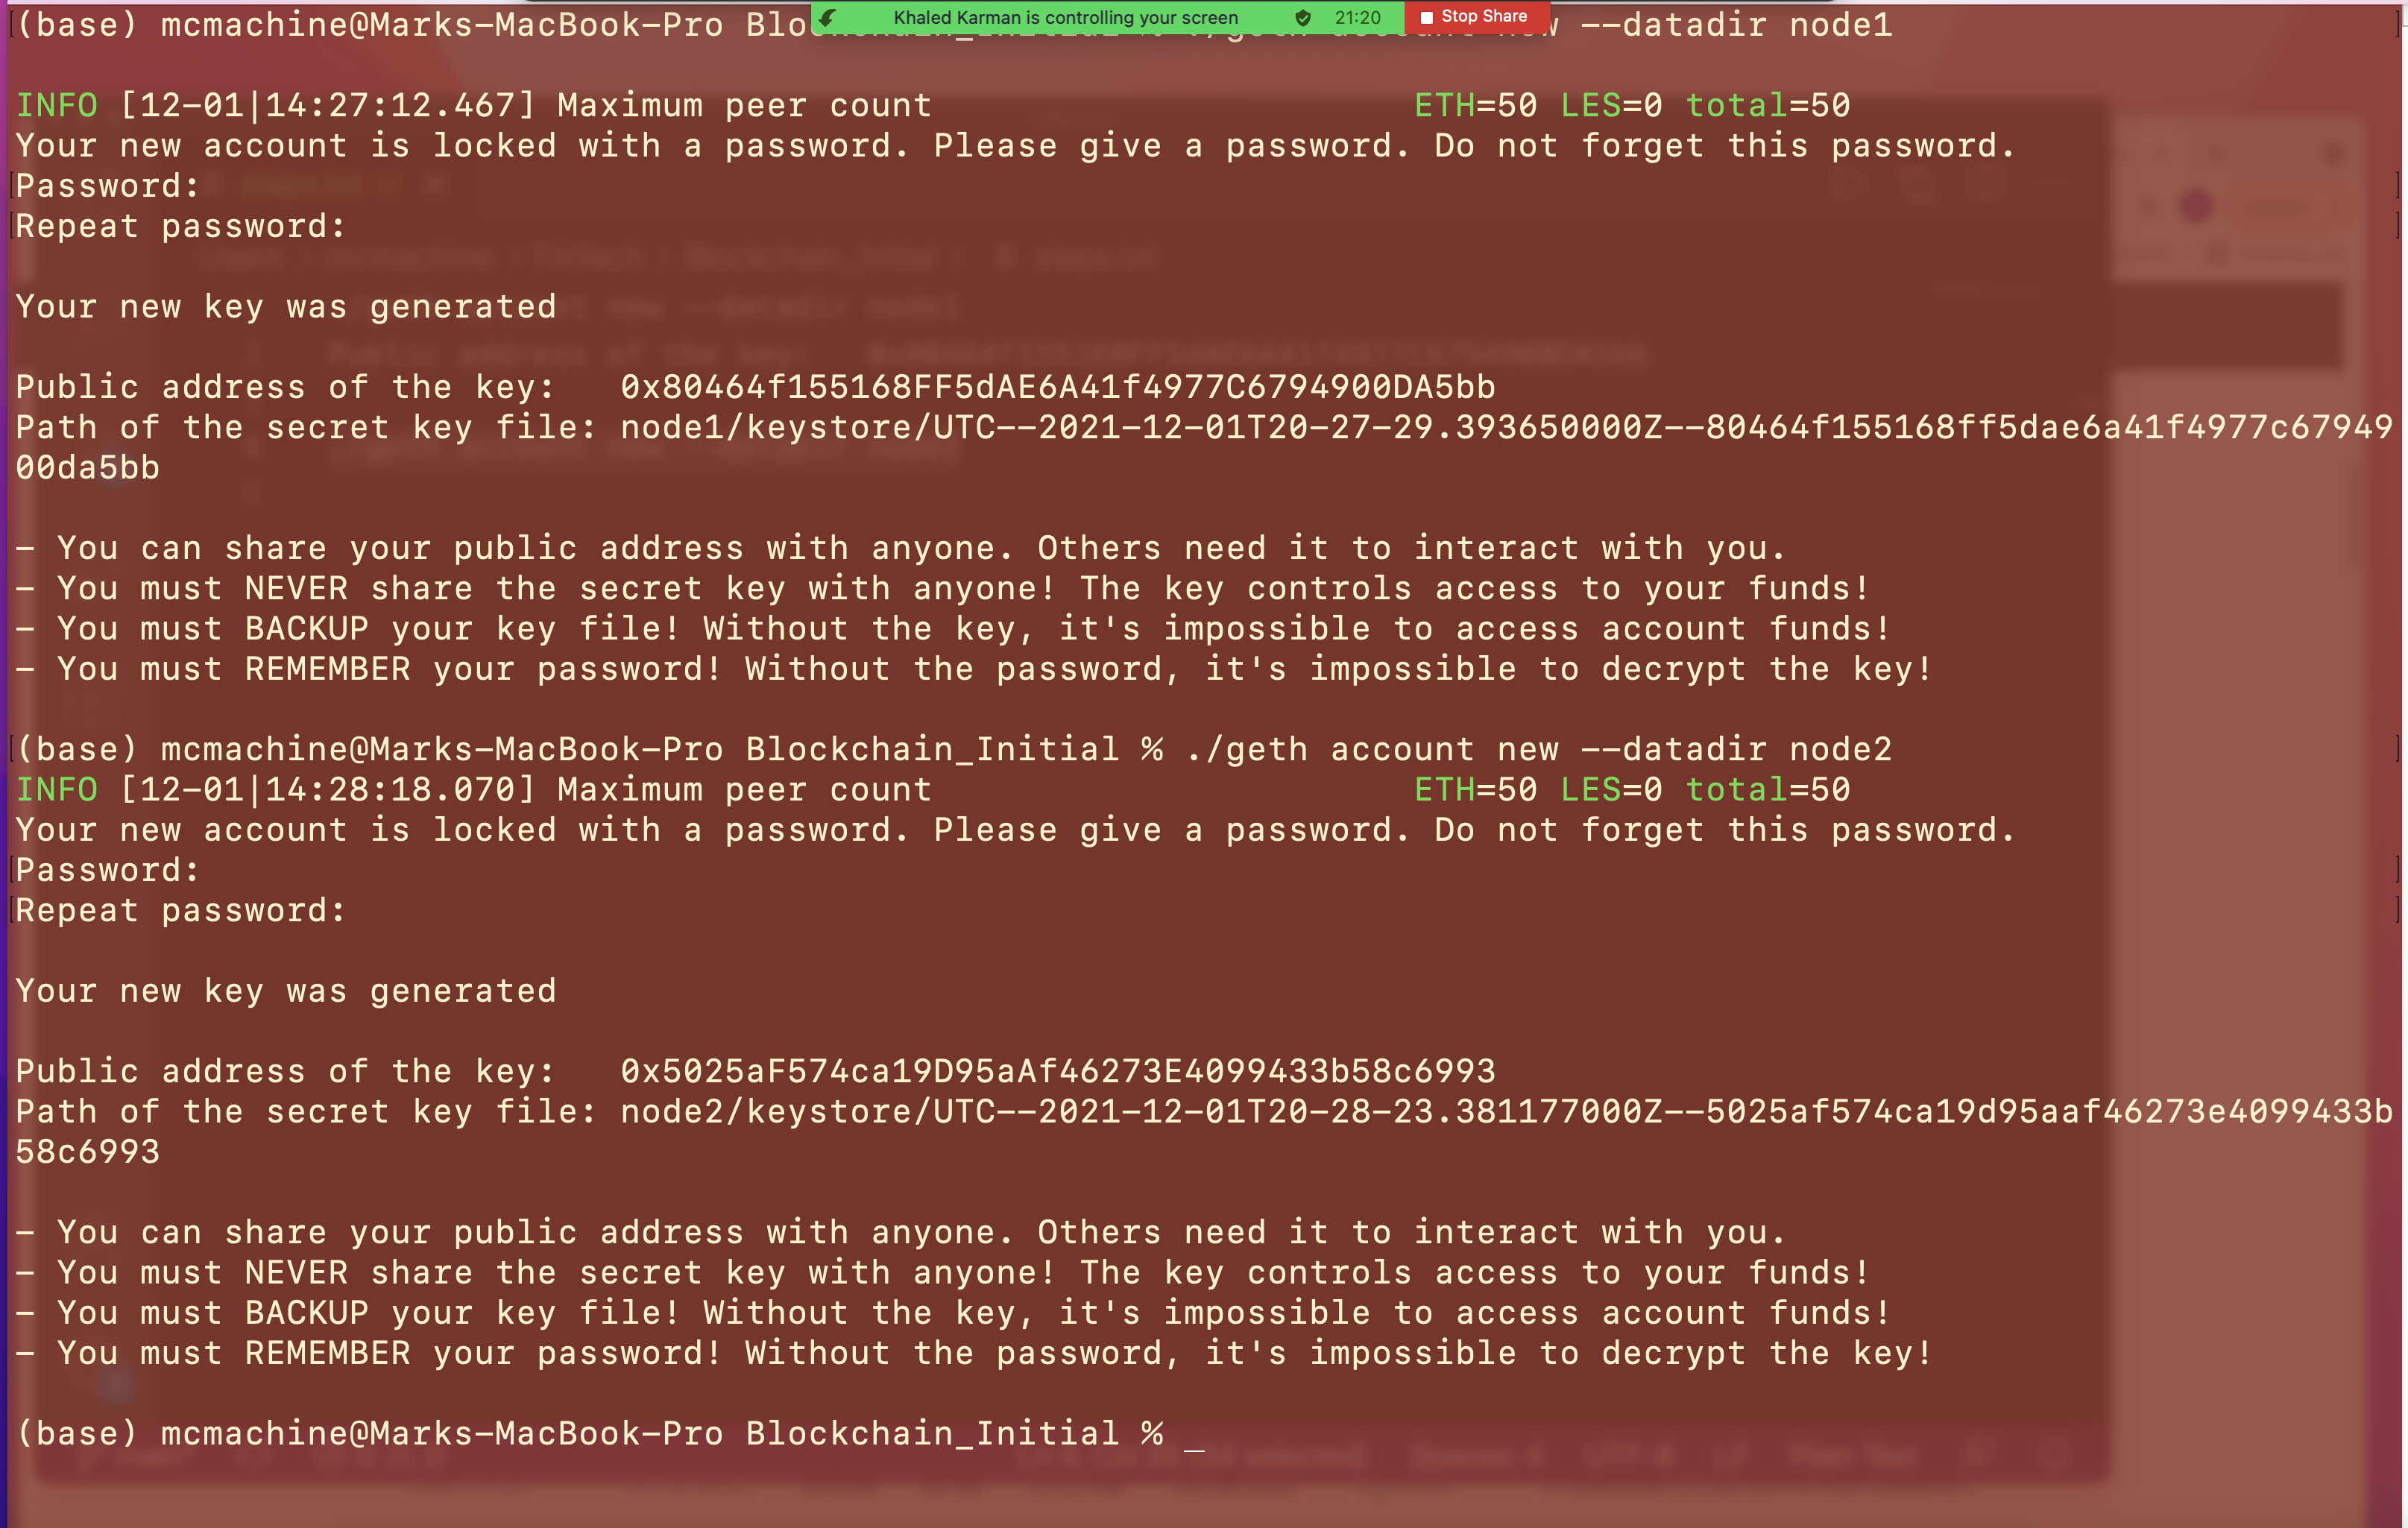 Khaled Karman is controlling your screen 21:20 Stop Share
(base) mcmachine@Marks-MacBook-Pro --datadir node1
INFO [12-01|14:27:12.467] Maximum peer count ETH=50 LES=0 total=50
Your new account is locked with a password. Please give a password. Do not forget this password.
Password:
Repeat password:
Your new key was generated
Public address of the key: 0x80464f155168FF5dAE6A41f4977C6794900DA5bb
Path of the secret key file: node1/keystore/UTC--2021-12-01T20-27-29.393650000Z--80464f155168ff5dae6a41f4977c67949
00da5bb
- You can share your public address with anyone. Others need it to interact with you.
- You must NEVER share the secret key with anyone! The key controls access to your funds!
- You must BACKUP your key file! Without the key, it's impossible to access account funds!
- You must REMEMBER your password! Without the password, it's impossible to decrypt the key!
(base) mcmachine@Marks-MacBook-Pro Blockchain_Initial % ./geth account new --datadir node2
INFO [12-01|14:28:18.070] Maximum peer count ETH=50 LES=0 total=50
Your new account is locked with a password. Please give a password. Do not forget this password.
Password:
Repeat password:
Your new key was generated
Public address of the key: 0x5025aF574ca19D95aAf46273E4099433b58c6993
Path of the secret key file: node2/keystore/UTC--2021-12-01T20-28-23.381177000Z--5025af574ca19d95aaf46273e4099433b
58c6993
- You can share your public address with anyone. Others need it to interact with you.
- You must NEVER share the secret key with anyone! The key controls access to your funds!
- You must BACKUP your key file! Without the key, it's impossible to access account funds!
- You must REMEMBER your password! Without the password, it's impossible to decrypt the key!
(base) mcmachine@Marks-MacBook-Pro Blockchain_Initial % _